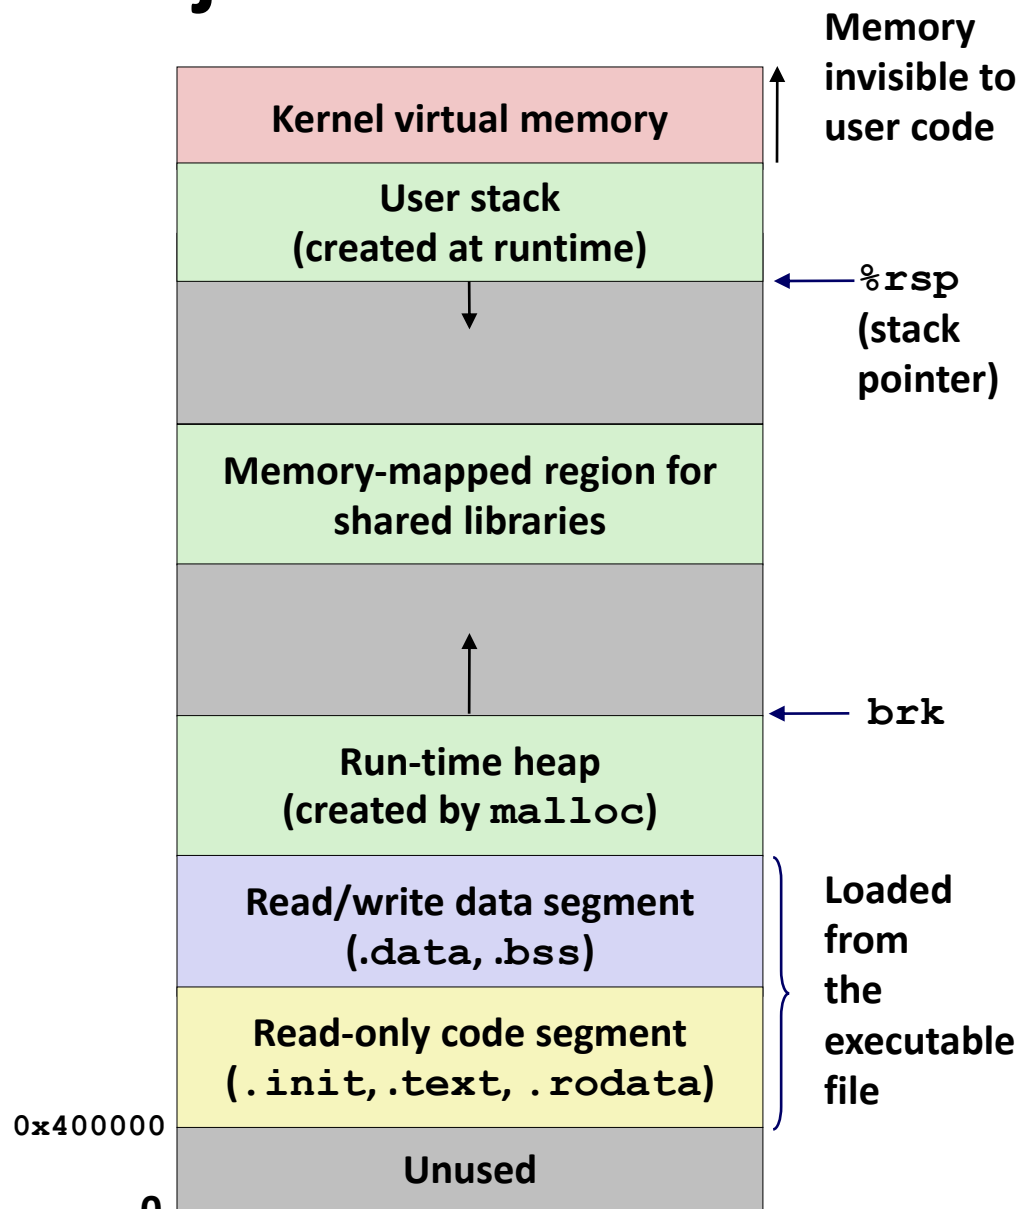 Memory
invisible to
user code
Kernel virtual memory
User stack
(created at runtime)
%rsp
(stack
pointer)
Memory-mapped region for
shared libraries
brk
Run-time heap
(created by malloc)
Read/write data segment
(.data, .bss)
Loaded
from
the
executable
file
Read-only code segment
(.init, .text, .rodata)
0x400000
Unused
0